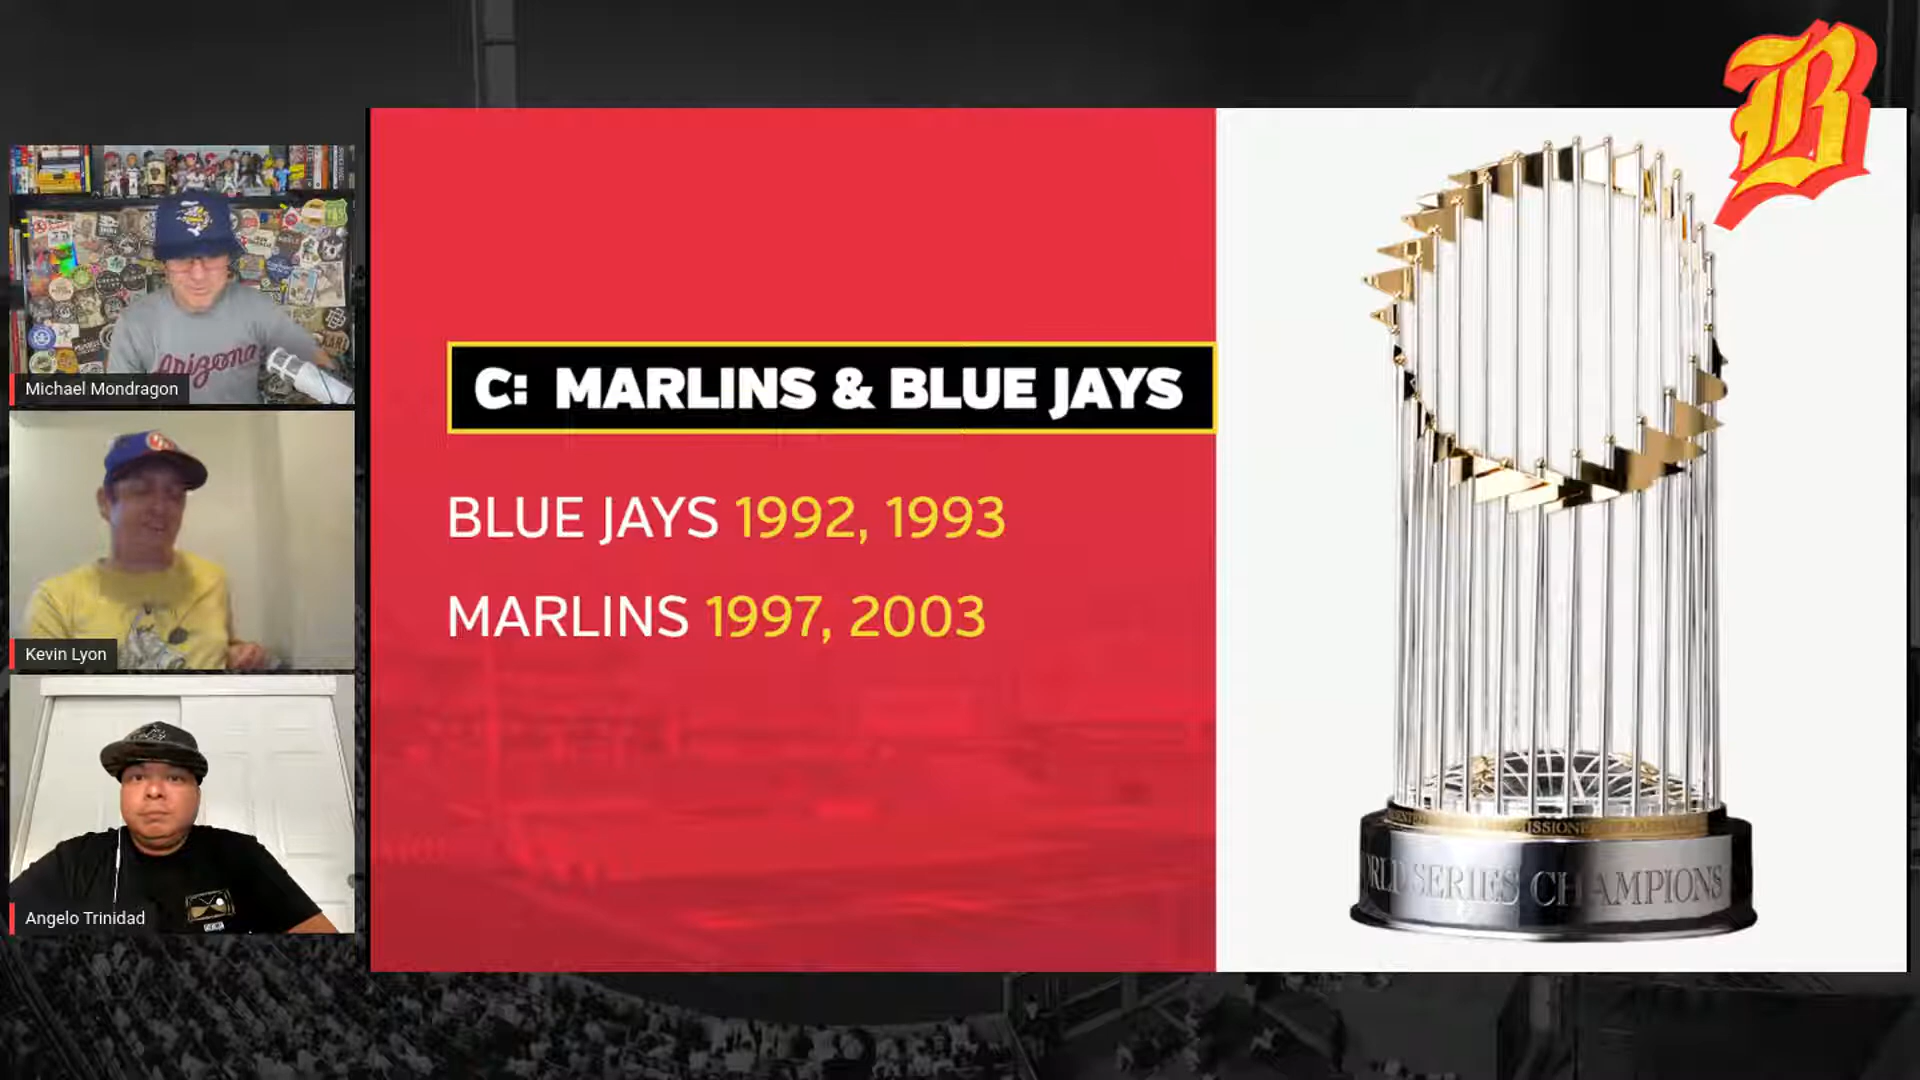 B
Arizona
Michael Mondragon
Kevin Lyon
Angelo Trinidad
C: MARLINS & BLUE JAYS
BLUE JAYS 1992, 1993
MARLINS 1997, 2003
WORLD SERIES CHAMPIONS